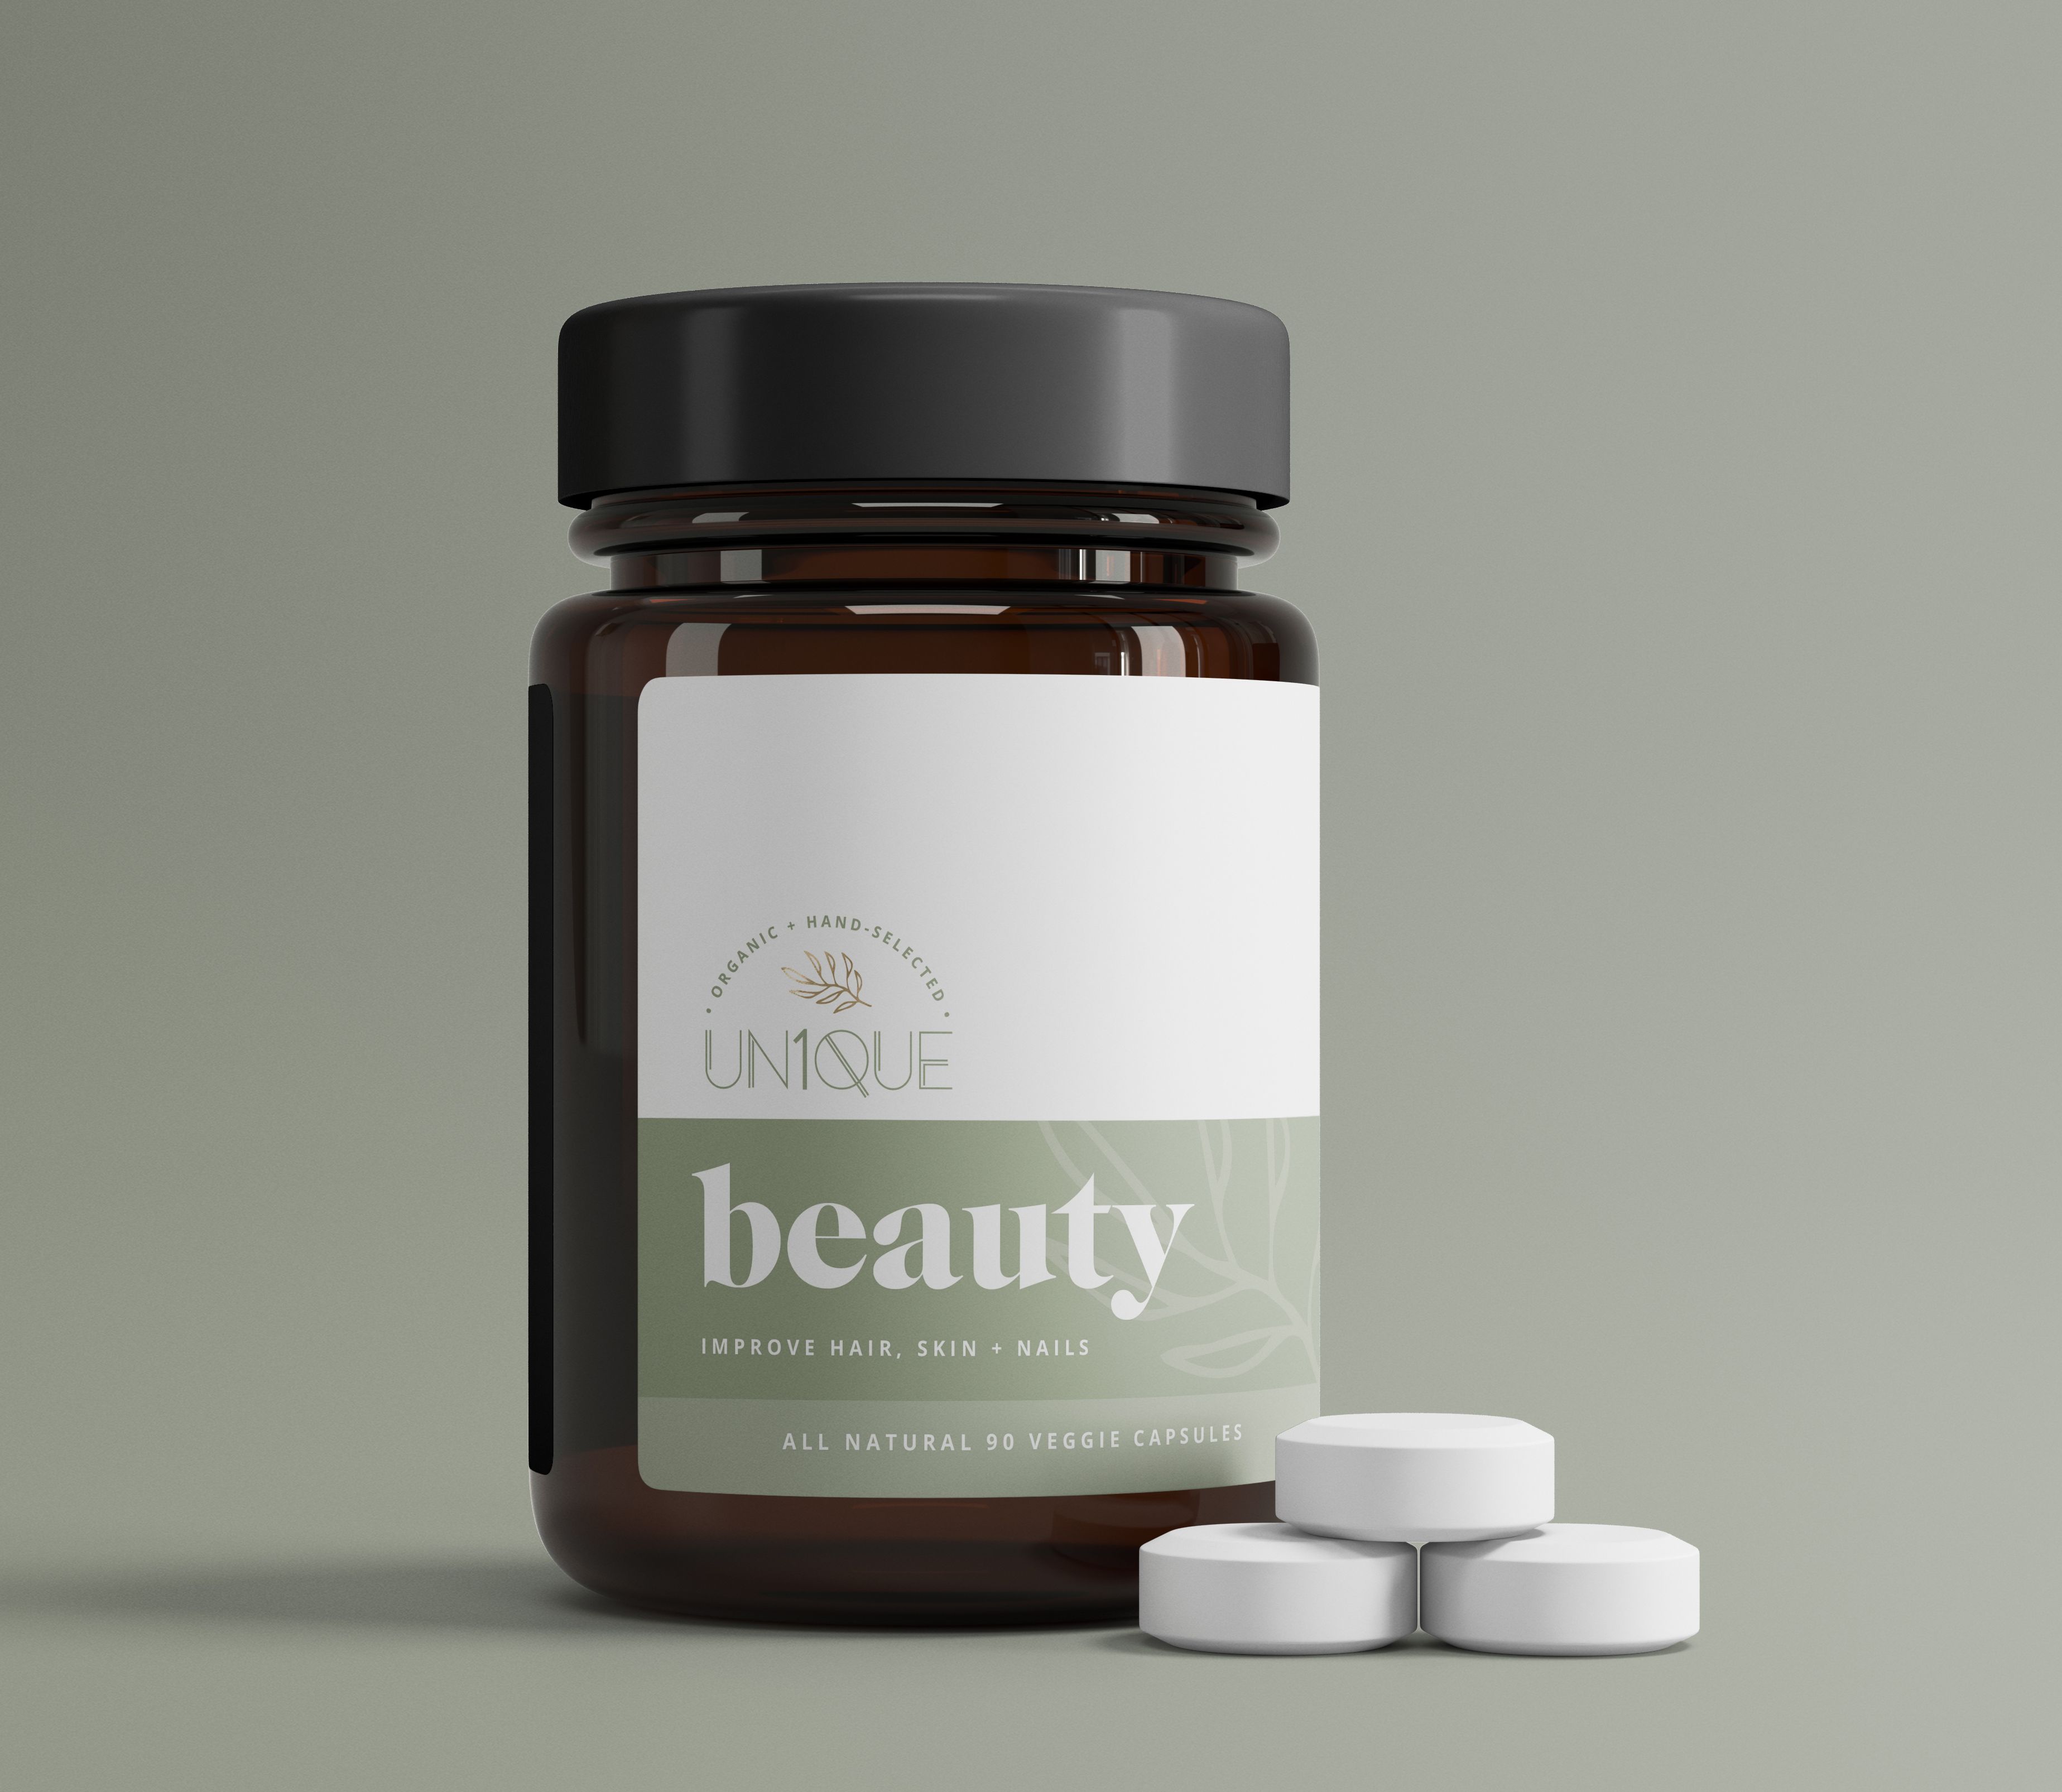 • ORGANIC + HAND-SELECTED •
UN1QUE
beauty
IMPROVE HAIR, SKIN + NAILS
ALL NATURAL 90 VEGGIE CAPSULES